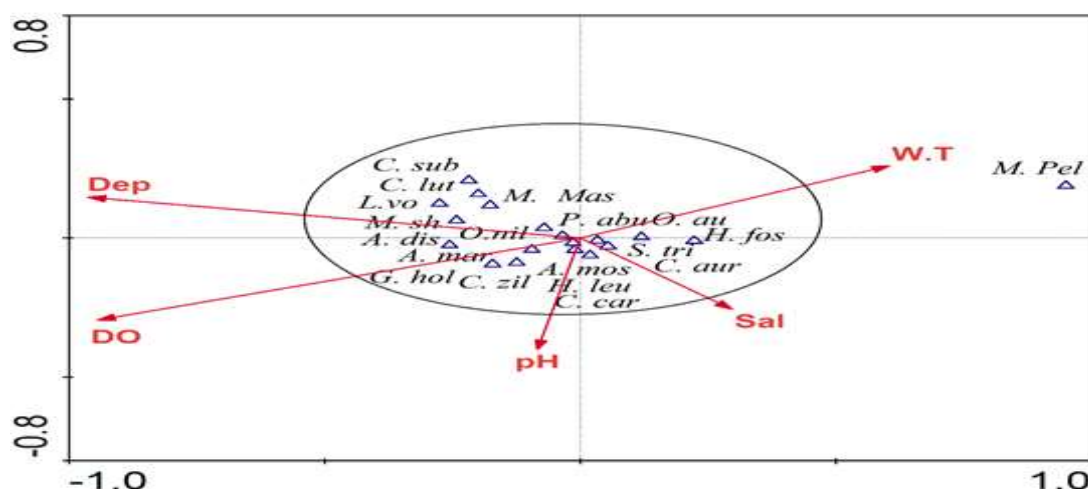 0.8
C. sub
C. lut
M. Mas
W.T
M. Pel
Dep
L.vo
M. sh
P. abu
O. au
A. dis
O.nil
H. fos
A. mar
S. tri
G. hol
C. zil
A. mos
C. aur
H. leu
C. car
DO
pH
Sal
-0.8
-1.0
1.0